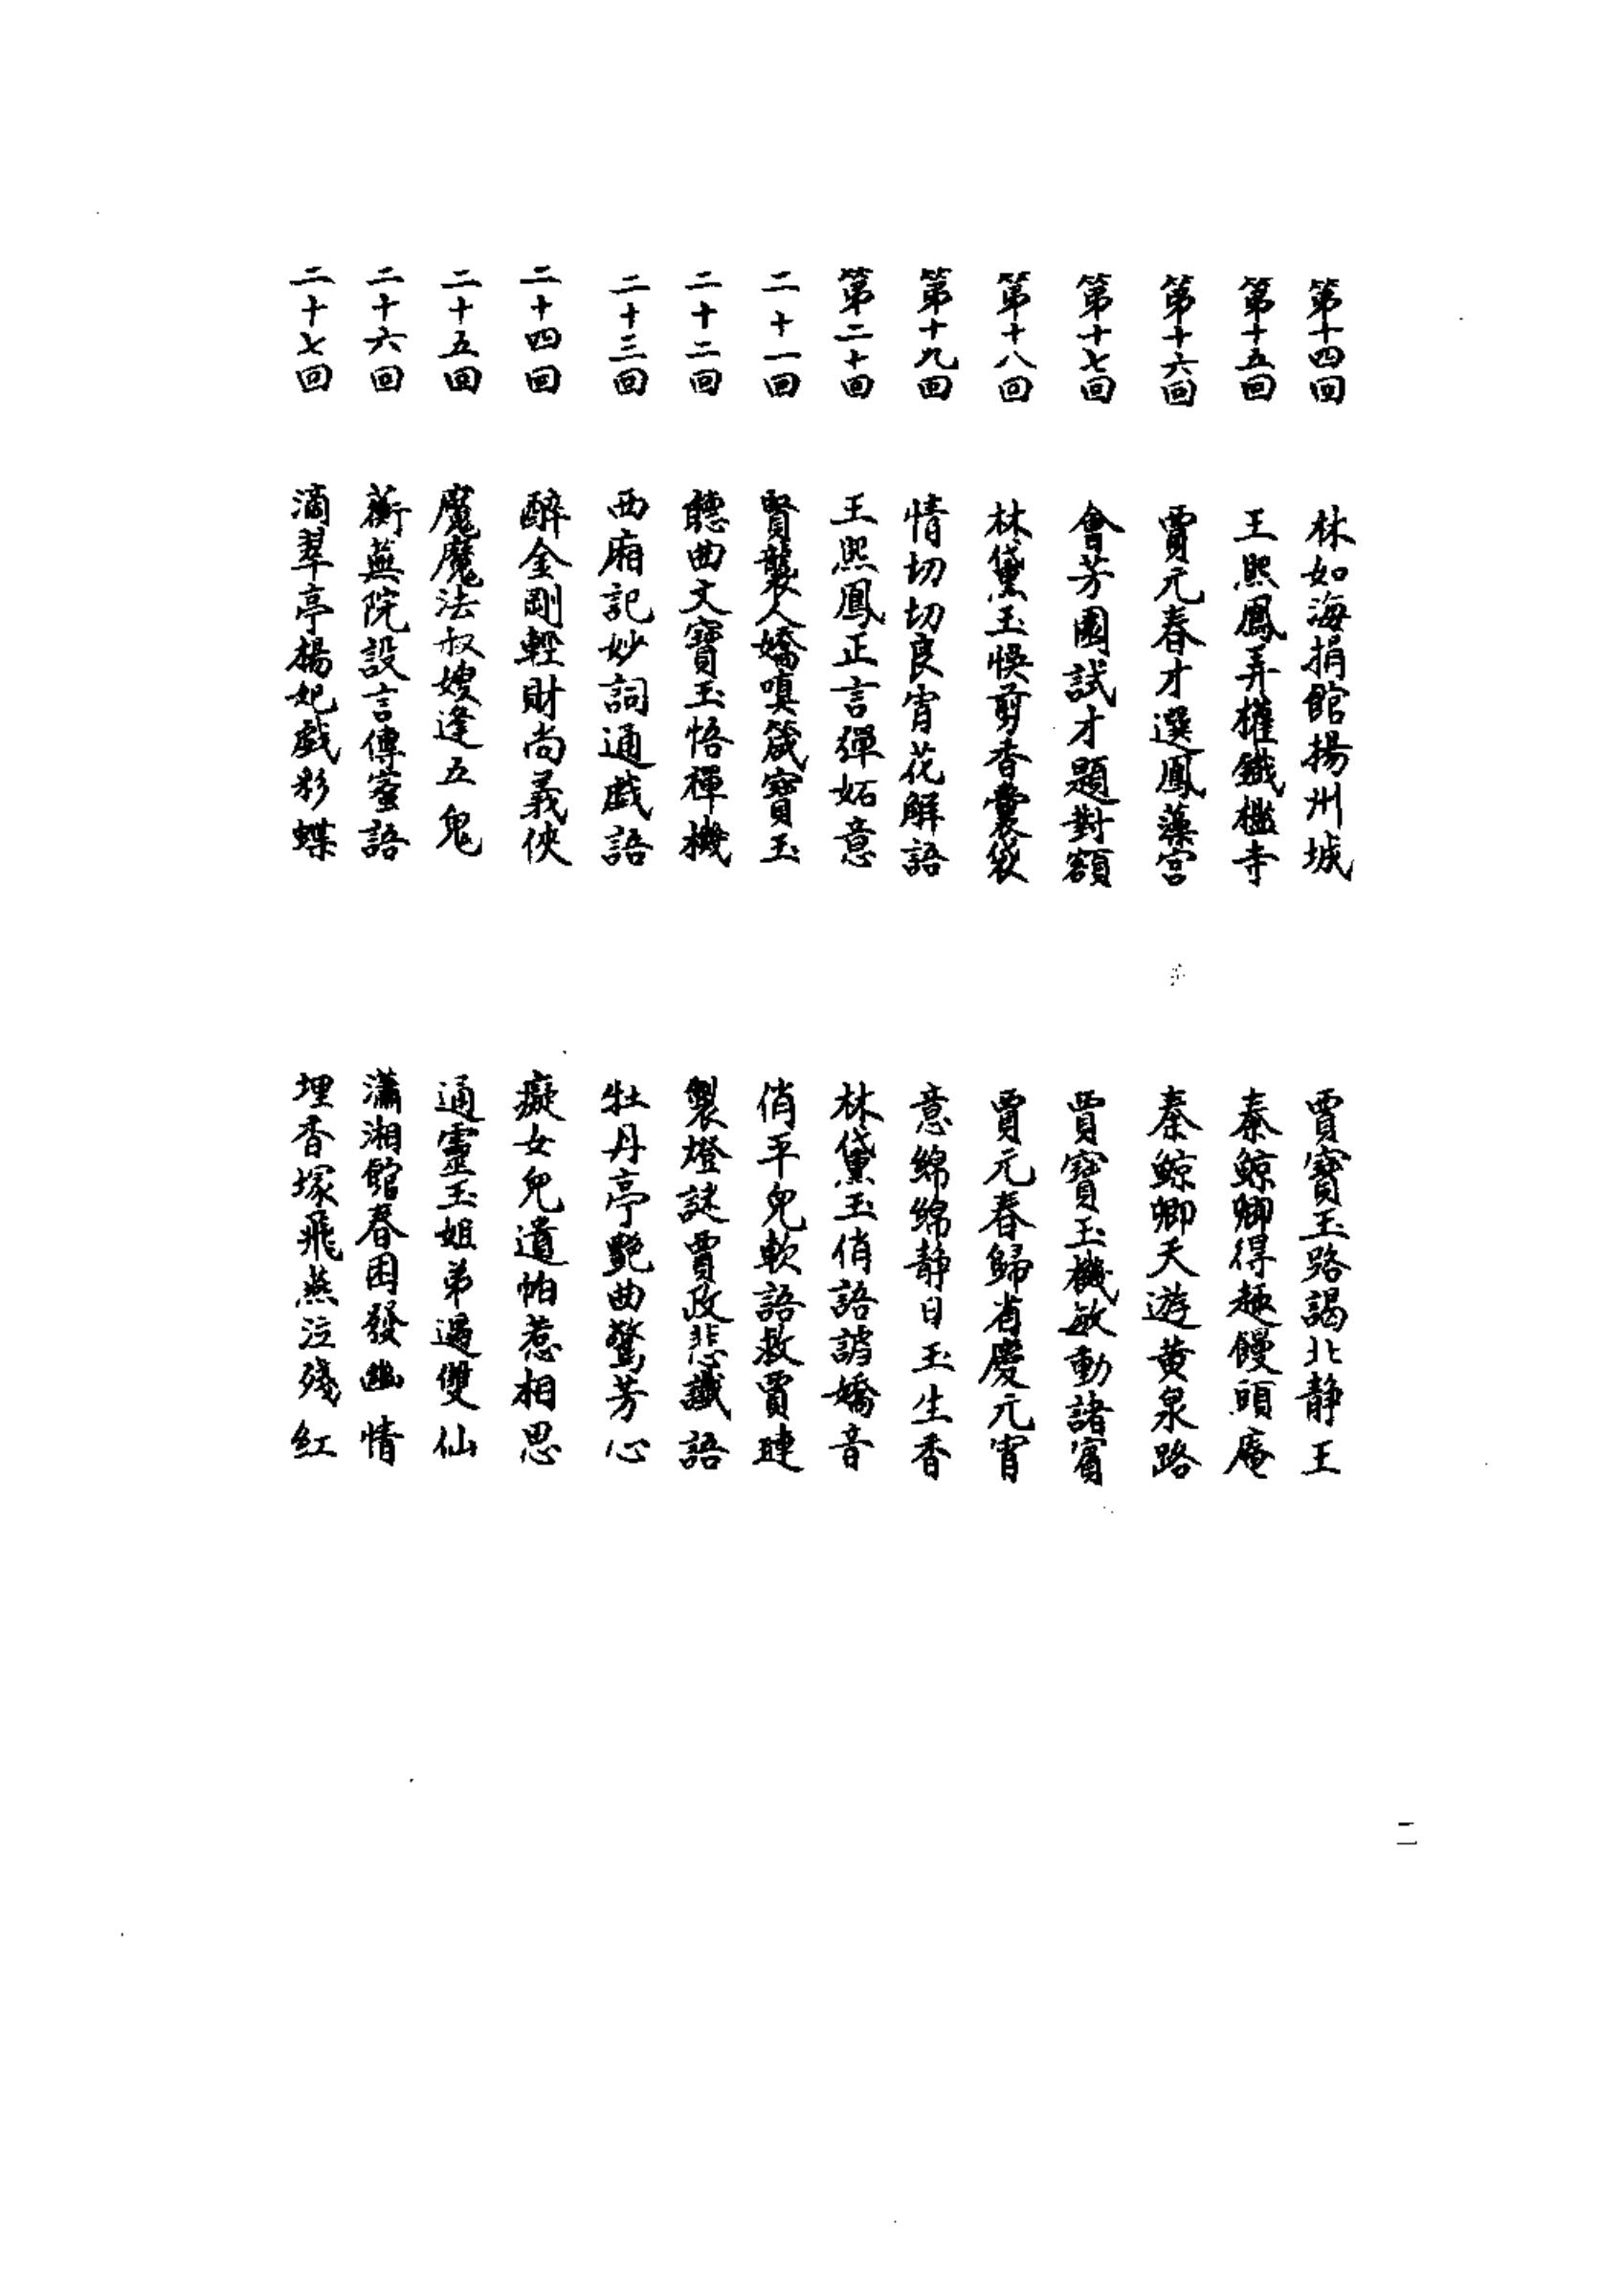 第十四回 林如海捐館揚州城 賈寶玉路謁北静王
第十五回 王熙鳳弄權鐵檻寺 秦鯨卿得趣饅頭庵
第十六回 賈元春才選鳳藻宮 秦鯨卿夭遊黄泉路
第十七回 會芳園試才題對額 賈寶玉機敏動諸賓
第十八回 林黛玉悞剪香囊袋 賈元春歸省慶元宵
第十九回 情切切良宵花解語 意綿綿静日玉生香
第二十回 王熙鳳正言彈妬意 林黛玉俏語謔嬌音
二十一回 賢襲人嬌嗔箴寶玉 俏平兒軟語救賈璉
二十二回 聽曲文寶玉悟禪機 製燈謎賈政悲讖語
二十三回 西廂記妙詞通戯語 牡丹亭艷曲驚芳心
二十四回 醉金剛輕財尚義俠 癡女兒遺帕惹相思
二十五回 魘魔法叔嫂逢五鬼 通靈玉姐弟遇雙仙
二十六回 蘅蕪院設言傳蜜語 瀟湘館春困發幽情
二十七回 滴翠亭楊妃戯彩蝶 埋香塚飛燕泣殘紅
二